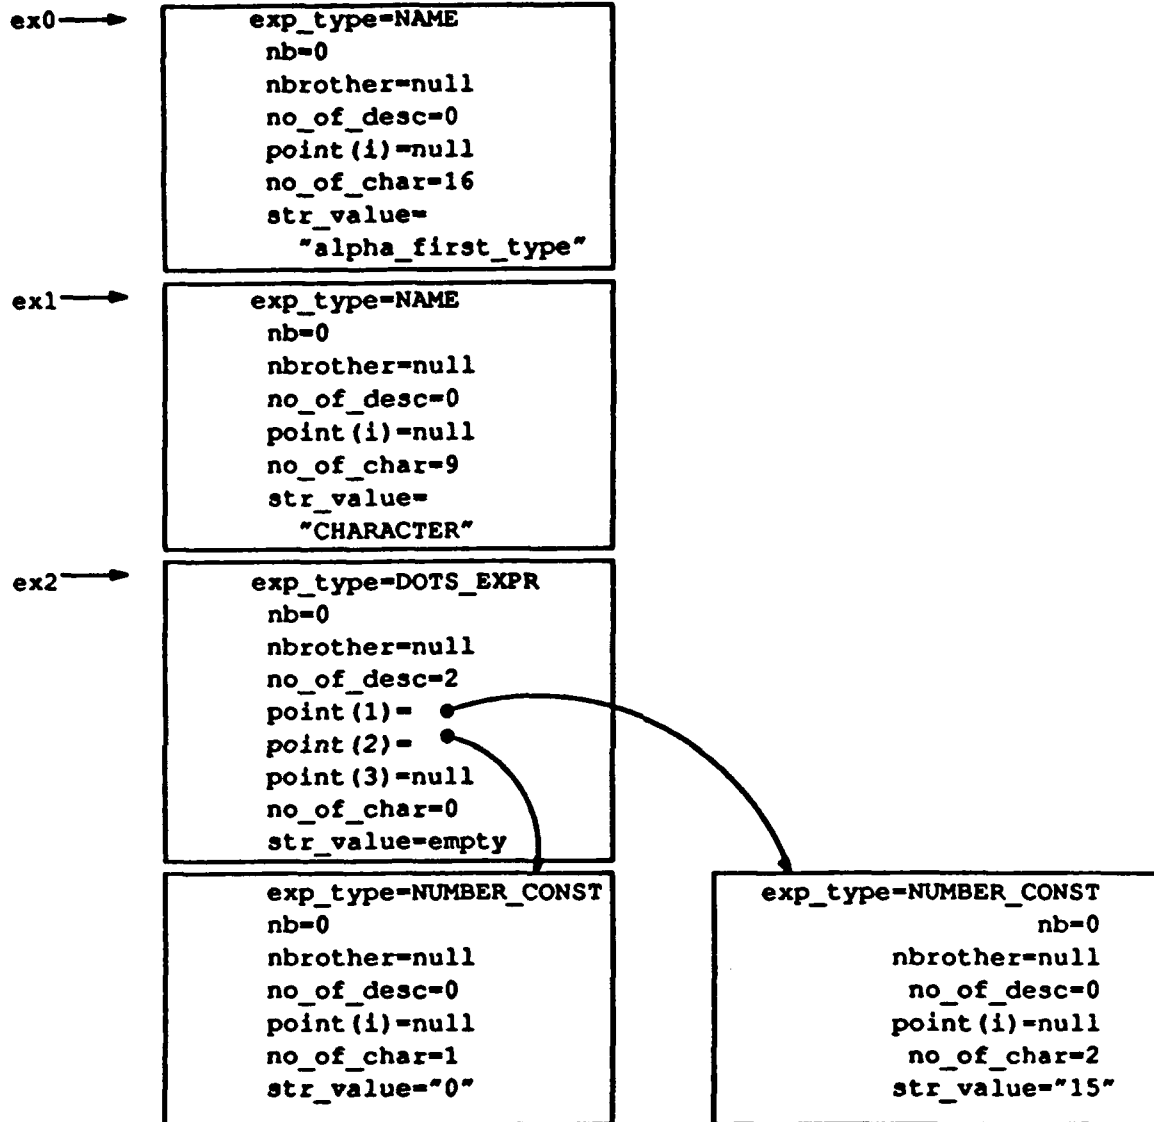 ex0
exp_type=NAME
nb=0
nbrother=null
no_of_desc=0
point(i)=null
no_of_char=16
str_value=
"alpha_first_type"
ex1
exp_type=NAME
nb=0
nbrother=null
no_of_desc=0
point(i)=null
no_of_char=9
str_value=
"CHARACTER"
ex2
exp_type=DOTS_EXPR
nb=0
nbrother=null
no_of_desc=2
point(1)=
point(2)=
point(3)=null
no_of_char=0
str_value=empty
exp_type=NUMBER_CONST
nb=0
nbrother=null
no_of_desc=0
point(i)=null
no_of_char=1
str_value="0"
exp_type=NUMBER_CONST
nb=0
nbrother=null
no_of_desc=0
point(i)=null
no_of_char=2
str_value="15"